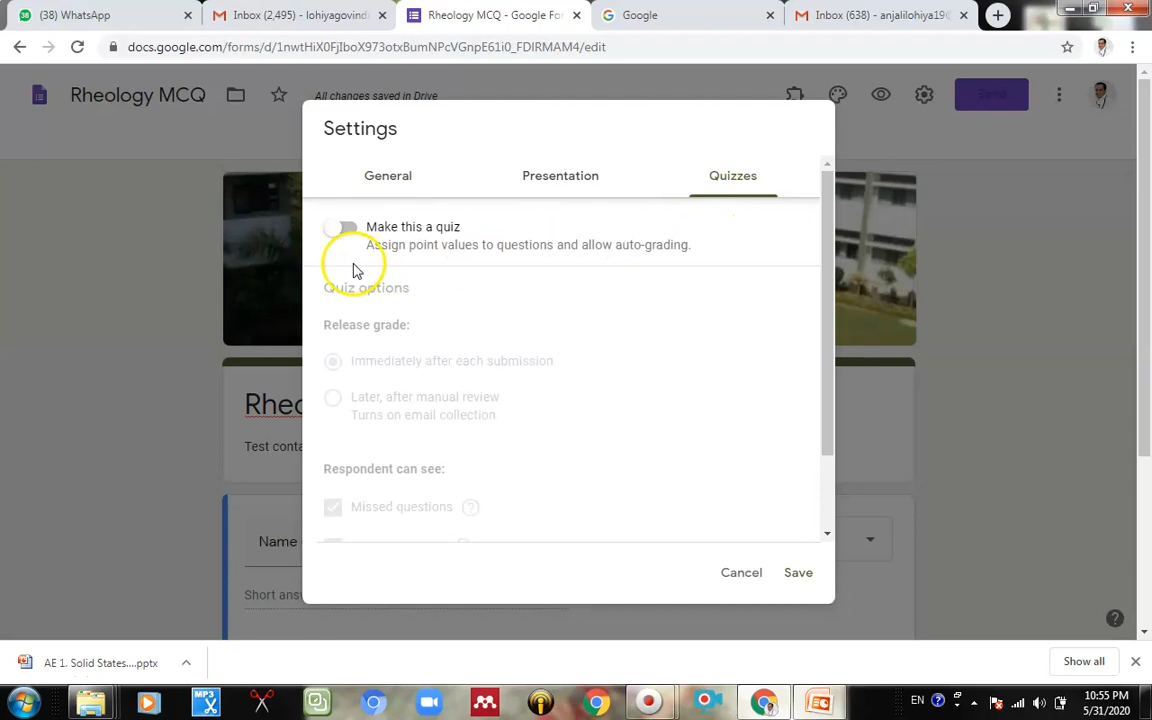 (38) WhatsApp
Inbox (2,495) - lohiyagovind
Rheology MCQ - Google Fo
Google
Inbox (638) - anjalilohiya19@
docs.google.com/forms/d/1nwtHiX0FjIboX973otxBumNPcVGnpE61i0_FDIRMAM4/edit
Rheology MCQ
All changes saved in Drive
Send
Settings
General
Presentation
Quizzes
Make this a quiz
Assign point values to questions and allow auto-grading.
Quiz options
Release grade:
Immediately after each submission
Later, after manual review
Turns on email collection
Respondent can see:
Missed questions
Cancel
Save
Rheo
Test conta
Name
Short answ
AE 1. Solid States....pptx
Show all
MP3
EN
10:55 PM
5/31/2020